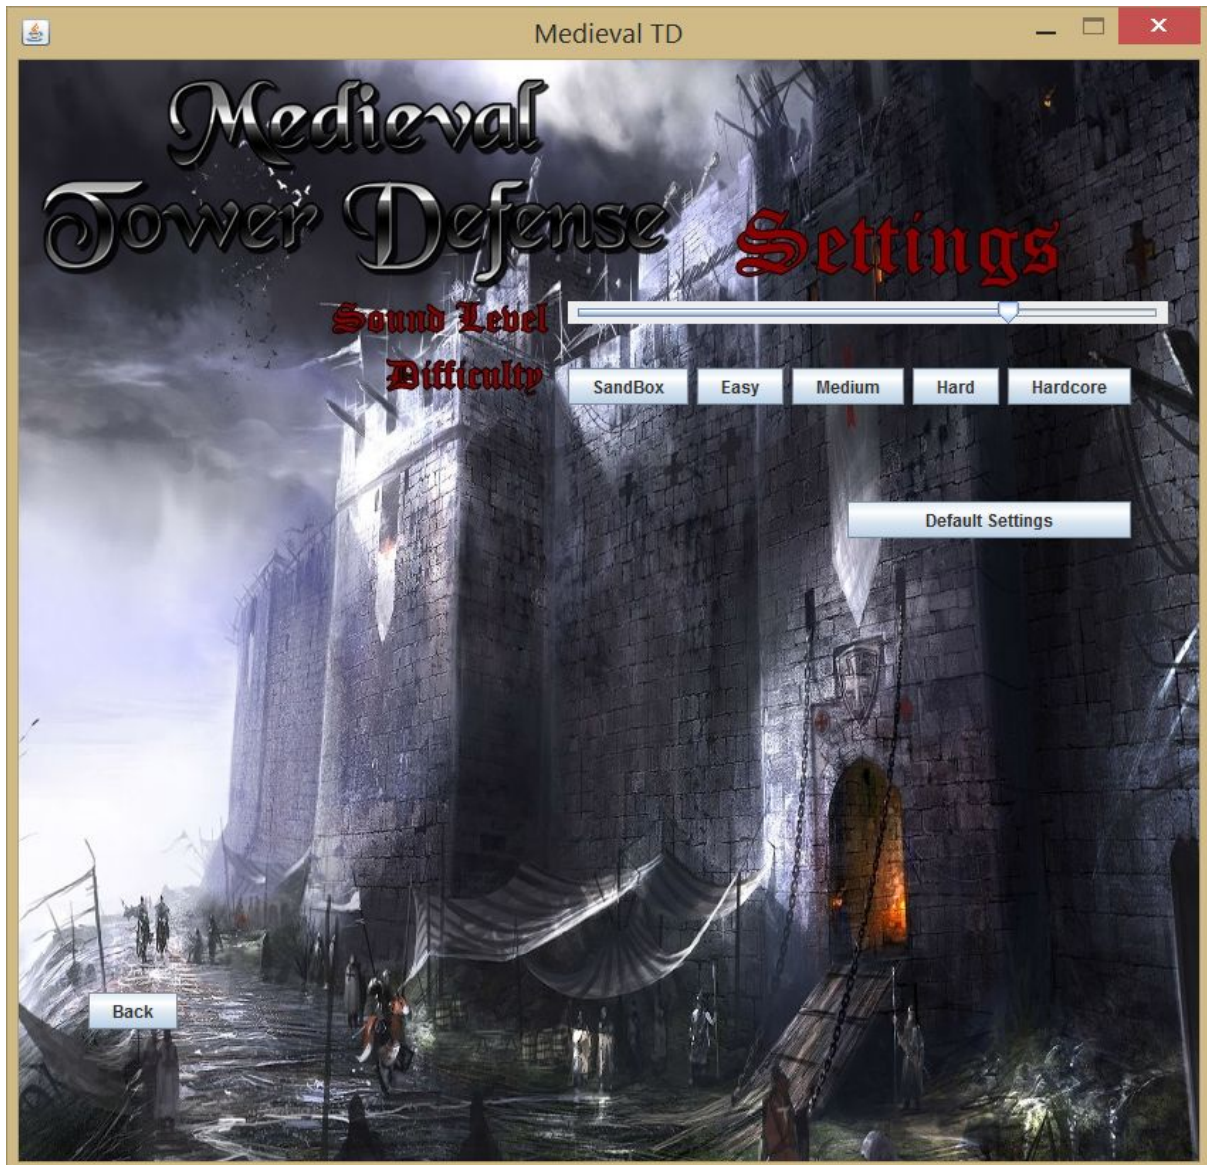 Medieval TD
Medieval
Tower Defense
Settings
Sound Level
Difficulty
SandBox Easy Medium Hard Hardcore
Default Settings
Back